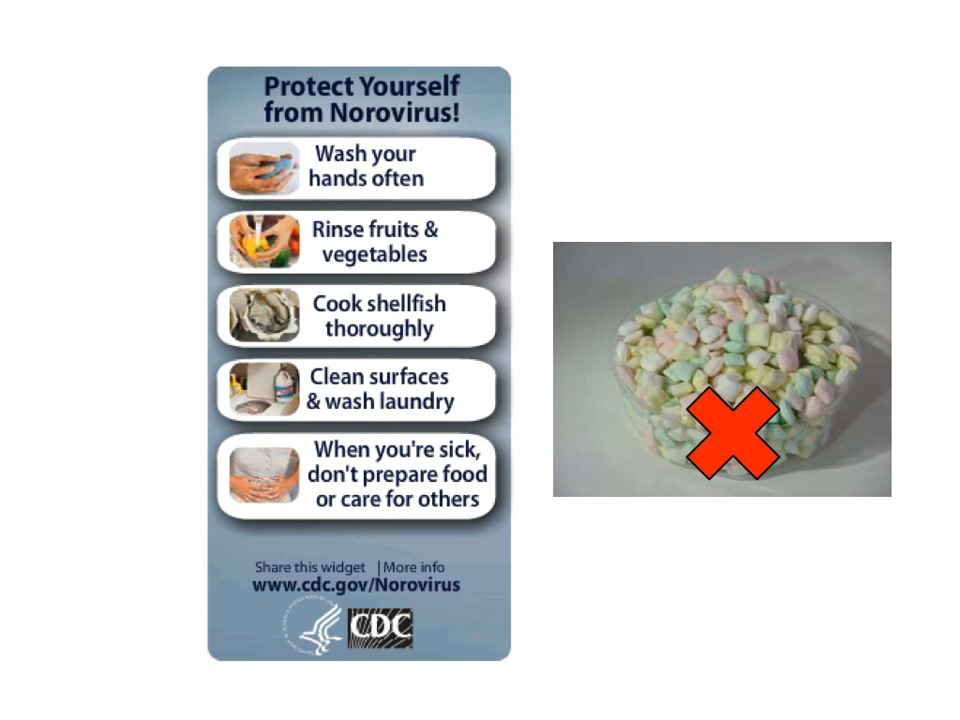 Protect Yourself
from Norovirus!
Wash your
hands often
Rinse fruits &
vegetables
Cook shellfish
thoroughly
Clean surfaces
& wash laundry
When you're sick,
don't prepare food
or care for others
Share this widget | More info
www.cdc.gov/Norovirus
CDC